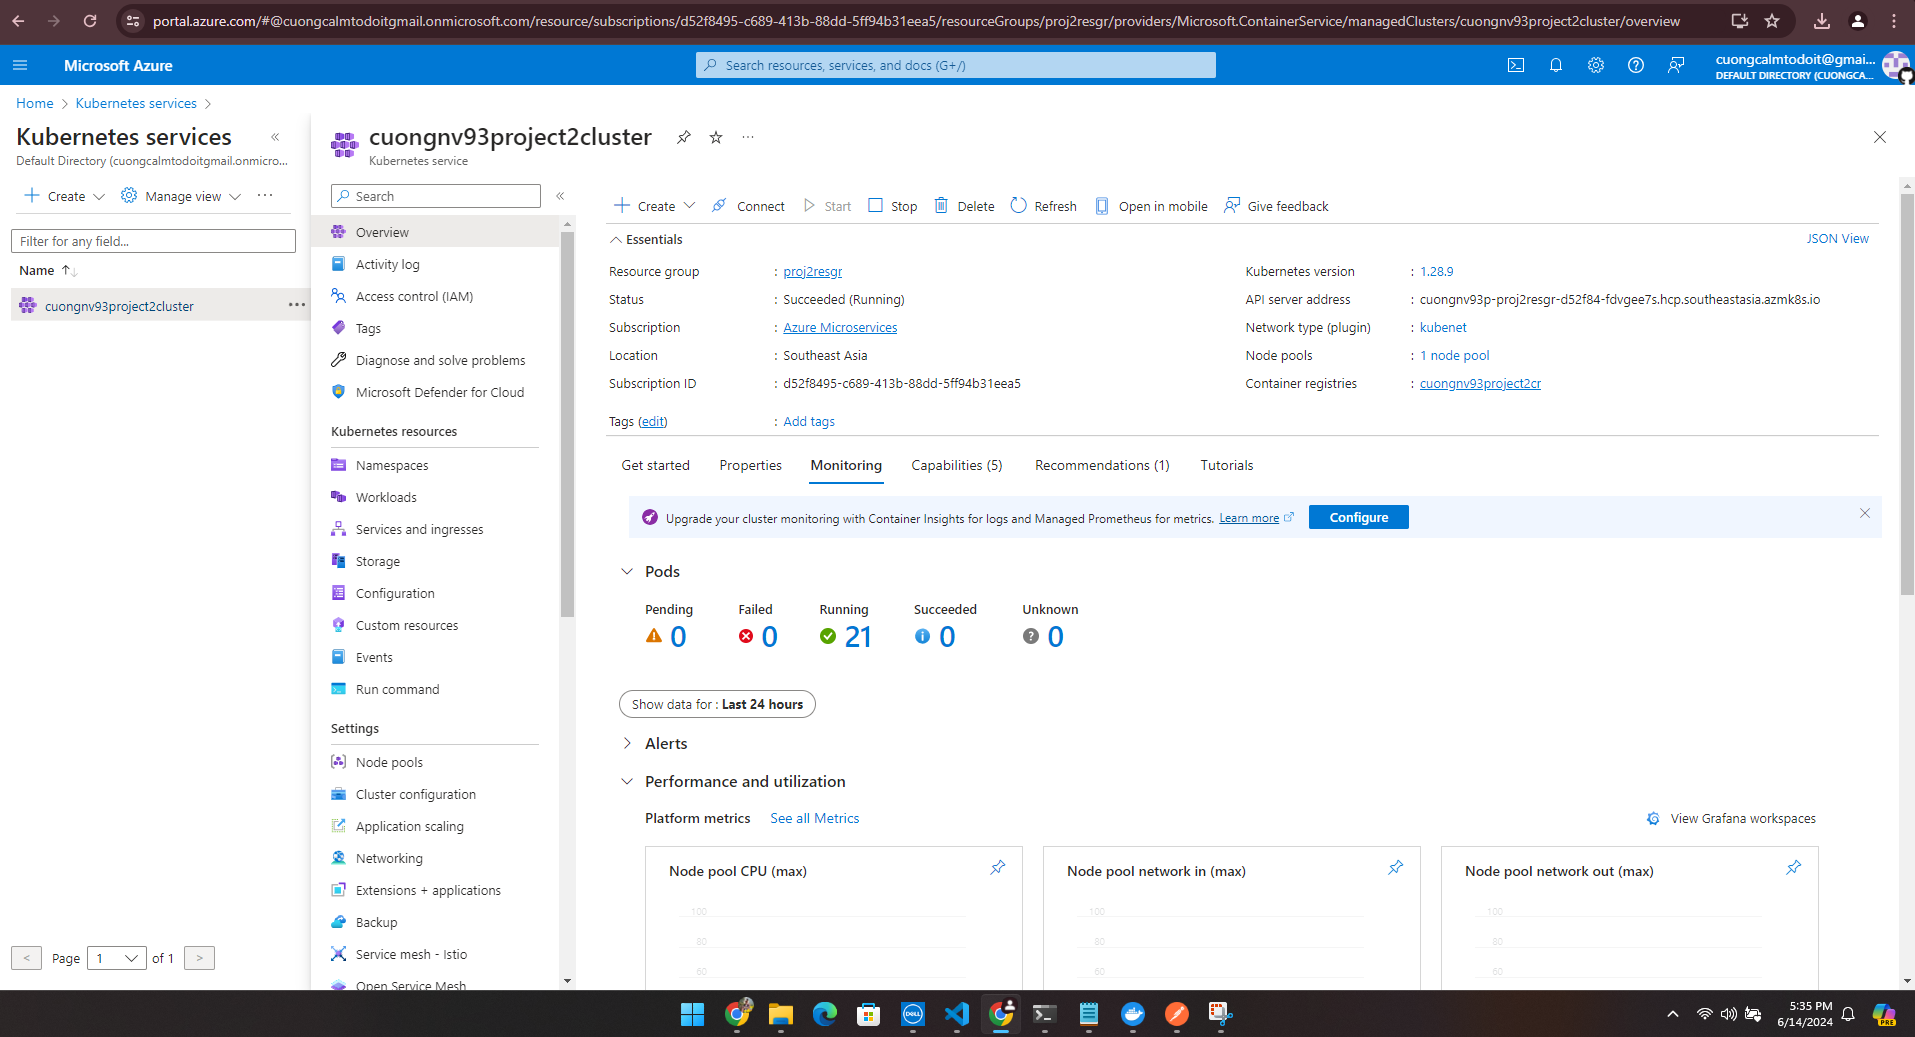 portal.azure.com/#@cuongcalmtodoitgmail.onmicrosoft.com/resource/subscriptions/d52f8495-c689-413b-88dd-5ff94b31eea5/resourceGroups/proj2resgr/providers/Microsoft.ContainerService/managedClusters/cuongnv93project2cluster/overview
Microsoft Azure
Search resources, services, and docs (G+/)
cuongcalmtodoit@gmai...
DEFAULT DIRECTORY (CUONGCA...
Home > Kubernetes services >
Kubernetes services
Default Directory (cuongcalmtodoitgmail.onmicro...
Create
Manage view
Filter for any field...
Name
cuongnv93project2cluster
Page 1 of 1
cuongnv93project2cluster
Kubernetes service
Search
Overview
Activity log
Access control (IAM)
Tags
Diagnose and solve problems
Microsoft Defender for Cloud
Kubernetes resources
Namespaces
Workloads
Services and ingresses
Storage
Configuration
Custom resources
Events
Run command
Settings
Node pools
Cluster configuration
Application scaling
Networking
Extensions + applications
Backup
Service mesh - Istio
Open Service Mesh
Create Connect Start Stop Delete Refresh Open in mobile Give feedback
Essentials
JSON View
Resource group : proj2resgr
Status : Succeeded (Running)
Subscription : Azure Microservices
Location : Southeast Asia
Subscription ID : d52f8495-c689-413b-88dd-5ff94b31eea5
Kubernetes version : 1.28.9
API server address : cuongnv93p-proj2resgr-d52f84-fdvgee7s.hcp.southeastasia.azmk8s.io
Network type (plugin) : kubenet
Node pools : 1 node pool
Container registries : cuongnv93project2cr
Tags (edit) : Add tags
Get started Properties Monitoring Capabilities (5) Recommendations (1) Tutorials
Upgrade your cluster monitoring with Container Insights for logs and Managed Prometheus for metrics. Learn more
Configure
Pods
Pending Failed Running Succeeded Unknown
0 0 21 0 0
Show data for : Last 24 hours
Alerts
Performance and utilization
Platform metrics See all Metrics
View Grafana workspaces
Node pool CPU (max)
100
80
60
Node pool network in (max)
100
80
60
Node pool network out (max)
100
80
60
DELL
5:35 PM
6/14/2024
PRE